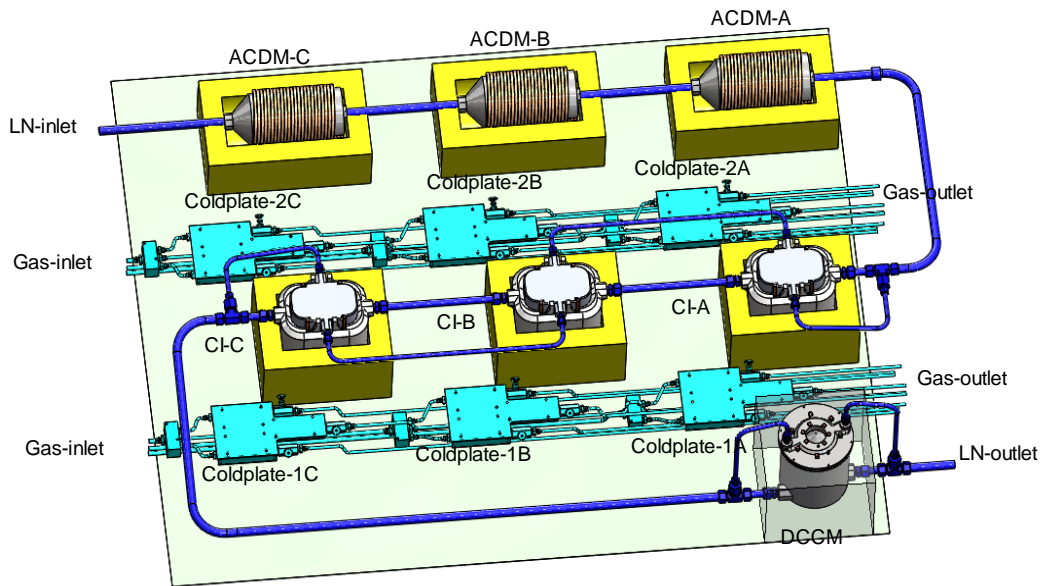 ACDM-A
ACDM-B
ACDM-C
LN-inlet
Coldplate-2A
Coldplate-2B
Coldplate-2C
Gas-outlet
Gas-inlet
CI-A
CI-B
CI-C
Gas-outlet
Gas-inlet
Coldplate-1A
Coldplate-1B
Coldplate-1C
LN-outlet
DCCM